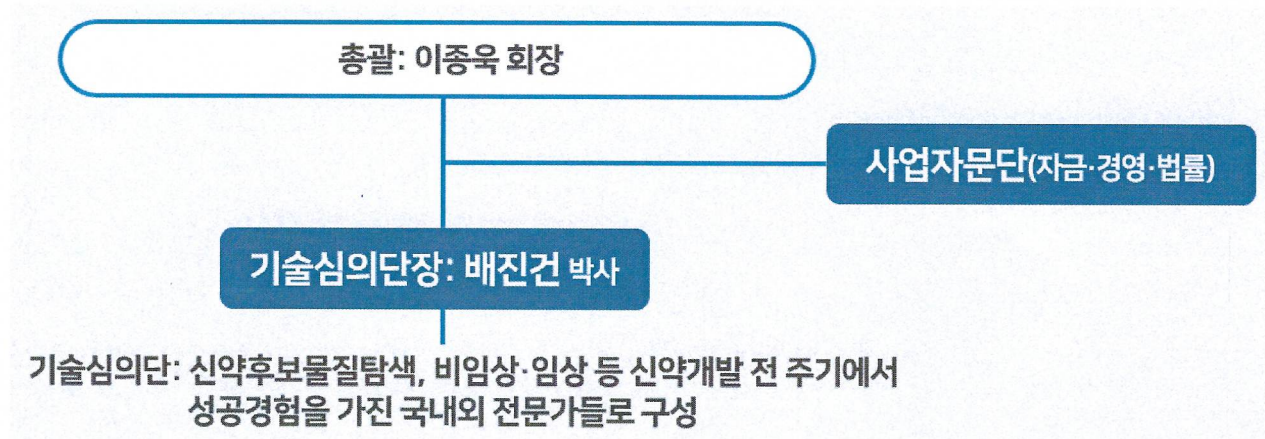 총괄: 이종욱 회장
사업자문단(자금·경영·법률)
기술심의단장: 배진건 박사
기술심의단: 신약후보물질탐색, 비임상·임상 등 신약개발 전 주기에서
성공경험을 가진 국내외 전문가들로 구성